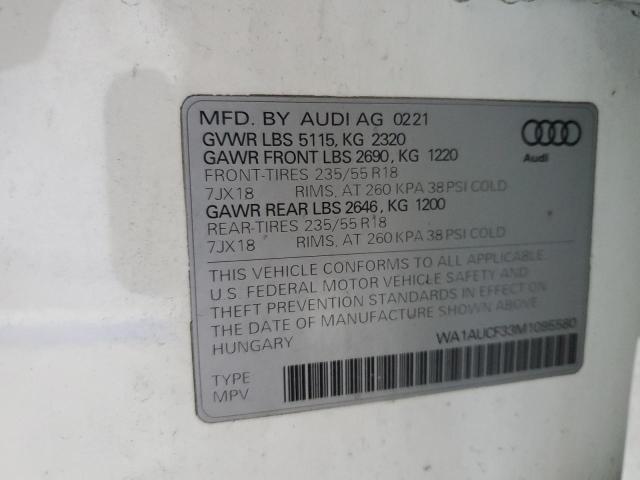 MFD. BY AUDI AG 0221
GVWR LBS 5115, KG 2320
GAWR FRONT LBS 2690, KG 1220
FRONT-TIRES 235/55 R18
7JX18 RIMS, AT 260 KPA 38 PSI COLD
GAWR REAR LBS 2646, KG 1200
REAR-TIRES 235/55 R18
7JX18 RIMS, AT 260 KPA 38 PSI COLD
Audi
THIS VEHICLE CONFORMS TO ALL APPLICABLE
U.S. FEDERAL MOTOR VEHICLE SAFETY AND
THEFT PREVENTION STANDARDS IN EFFECT ON
THE DATE OF MANUFACTURE SHOWN ABOVE.
HUNGARY
WA1AUCF33M1095580
TYPE
MPV